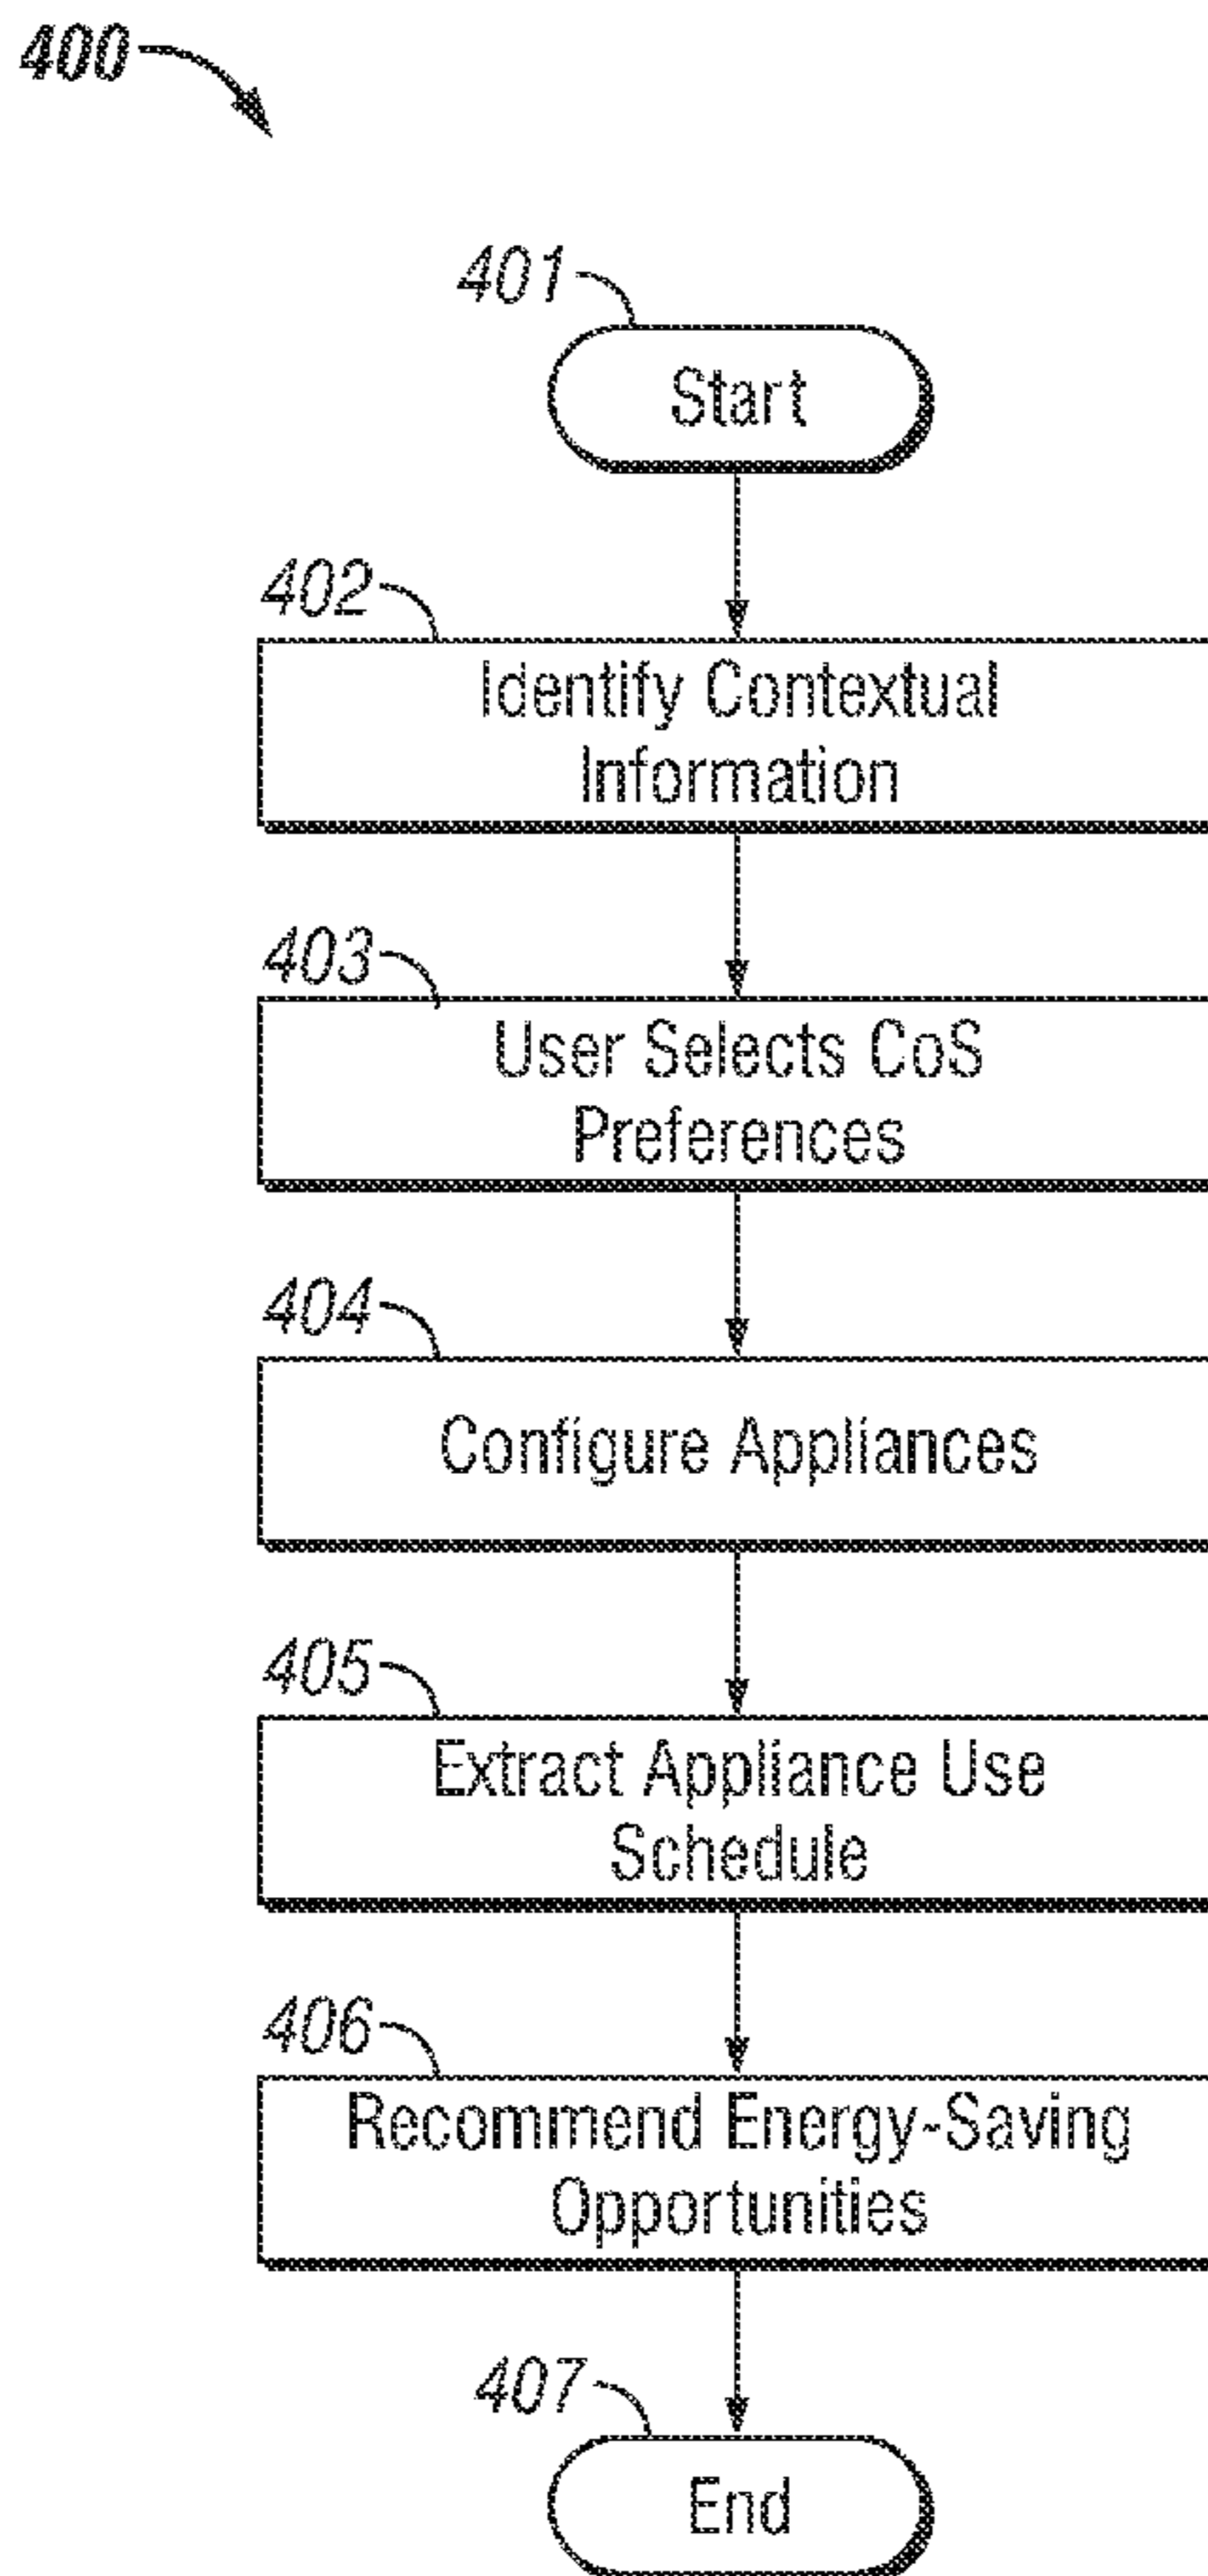 400
401
Start
402
Identify Contextual
Information
403
User Selects CoS
Preferences
404
Configure Appliances
405
Extract Appliance Use
Schedule
406
Recommend Energy-Saving
Opportunities
407
End